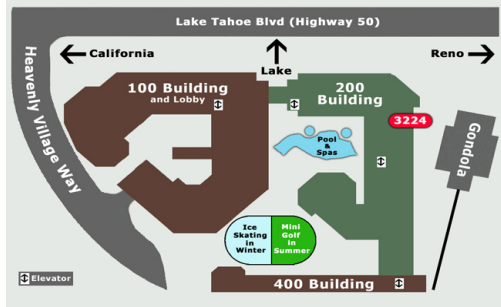 Lake Tahoe Blvd (Highway 50)
California
Lake
Reno
Heavenly Village Way
100 Building
and Lobby
200
Building
3224
Gondola
Pool
&
Spas
Ice
Skating
in
Winter
Mini
Golf
in
Summer
Elevator
400 Building